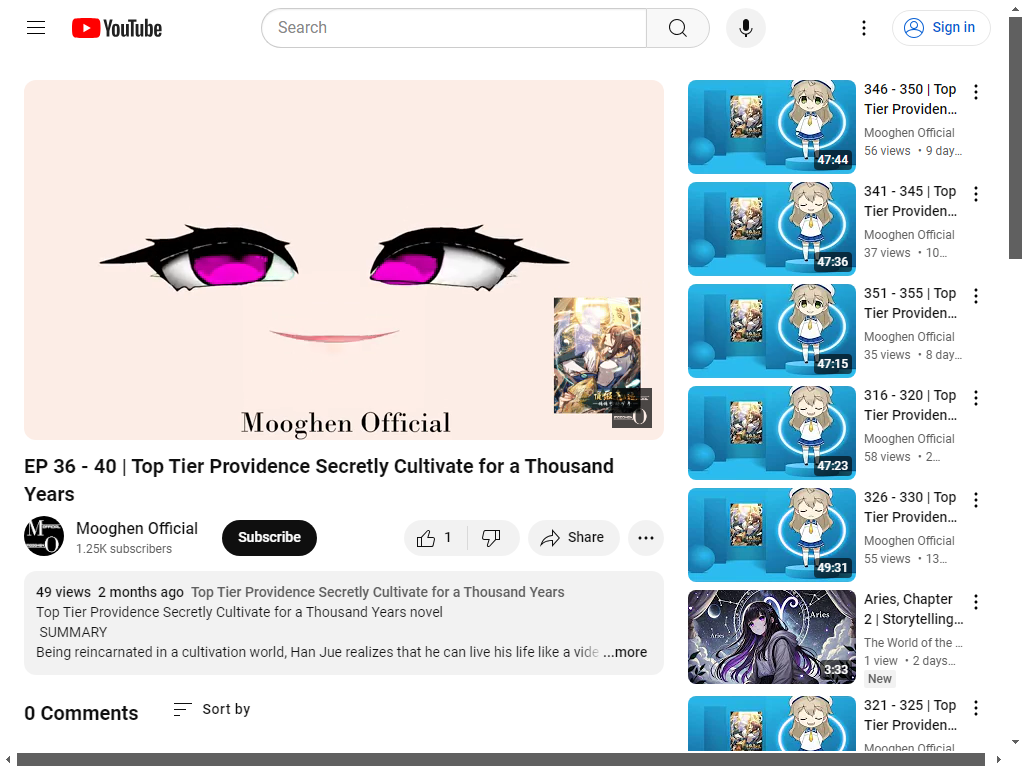 YouTube
Search
Sign in
Mooghen Official
EP 36 - 40 | Top Tier Providence Secretly Cultivate for a Thousand
Years
Mooghen Official
1.25K subscribers
Subscribe
1
Share
49 views 2 months ago Top Tier Providence Secretly Cultivate for a Thousand Years
Top Tier Providence Secretly Cultivate for a Thousand Years novel
SUMMARY
Being reincarnated in a cultivation world, Han Jue realizes that he can live his life like a vide ...more
0 Comments
Sort by
346 - 350 | Top
Tier Providen...
Mooghen Official
56 views • 9 day...
47:44
341 - 345 | Top
Tier Providen...
Mooghen Official
37 views • 10...
47:36
351 - 355 | Top
Tier Providen...
Mooghen Official
35 views • 8 day...
47:15
316 - 320 | Top
Tier Providen...
Mooghen Official
58 views • 2...
47:23
326 - 330 | Top
Tier Providen...
Mooghen Official
55 views • 13...
49:31
Aries, Chapter
2 | Storytelling...
The World of the ...
1 view • 2 days...
New
Aries
Aries
3:33
321 - 325 | Top
Tier Providen...
Mooghen Official